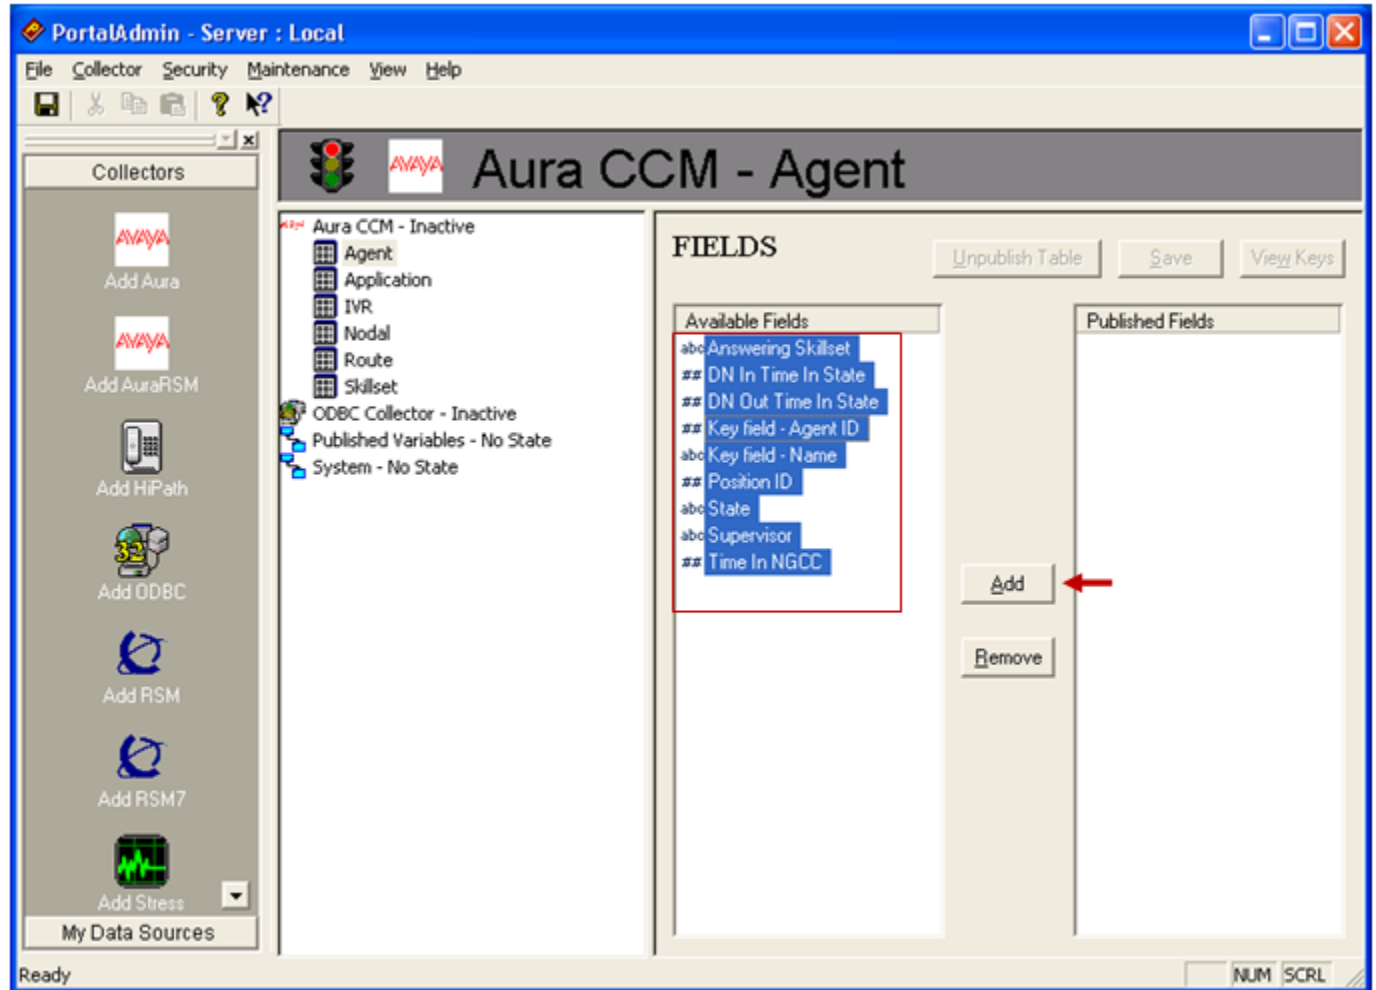 PortalAdmin - Server : Local
File Collector Security Maintenance View Help
Collectors
AVAYA
Aura CCM - Agent
AVAYA
Add Aura
AVAYA
Add AuraRSM
Add HiPath
32
Add ODBC
Add RSM
Add RSM7
Add Stress
My Data Sources
Aura CCM - Inactive
Agent
Application
IVR
Nodal
Route
Skillset
ODBC Collector - Inactive
Published Variables - No State
System - No State
FIELDS
Unpublish Table Save View Keys
Available Fields
abc Answering Skillset
## DN In Time In State
## DN Out Time In State
## Key field - Agent ID
abc Key field - Name
## Position ID
abc State
abc Supervisor
## Time In NGCC
Add
Remove
Published Fields
Ready
NUM SCRL